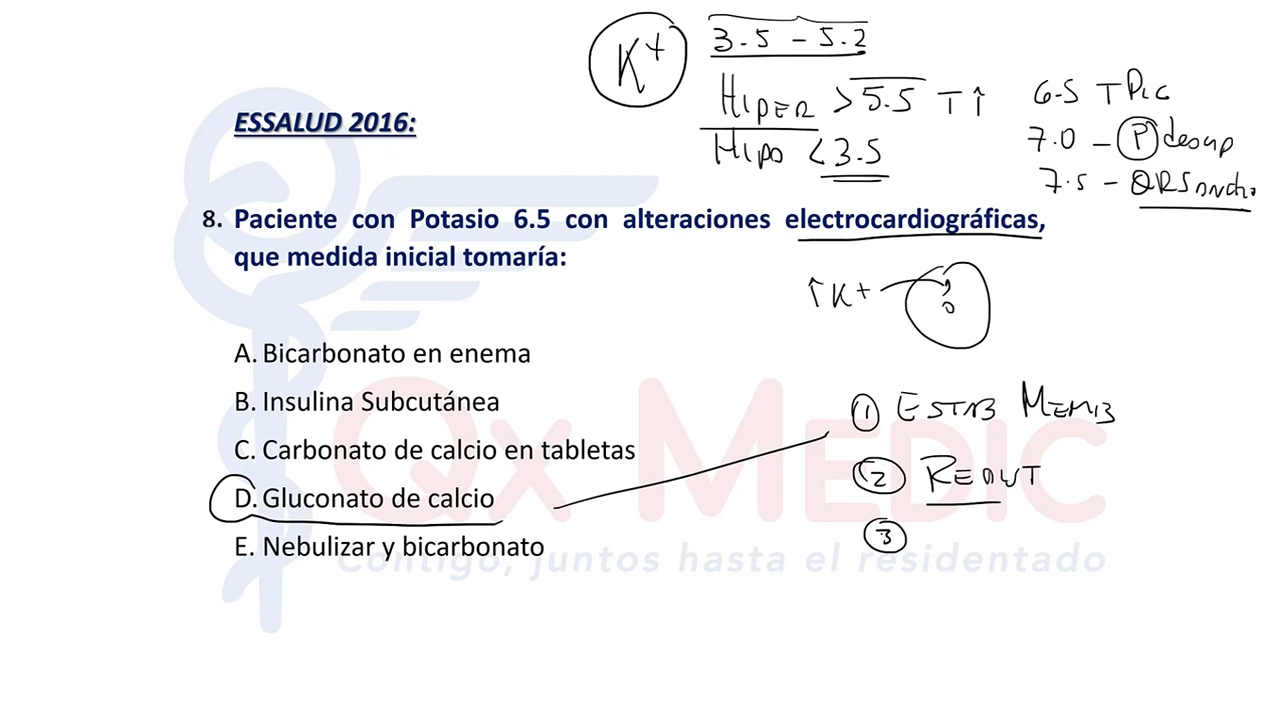 K+
3.5 - 5.2
HIPER > 5.5 T↑
HIPO < 3.5
6.5 T PIC
7.0 - P desap
7.5 - QRS ancho
ESSALUD 2016:
8. Paciente con Potasio 6.5 con alteraciones electrocardiográficas,
que medida inicial tomaría:
↑K+
A. Bicarbonato en enema
B. Insulina Subcutánea
C. Carbonato de calcio en tabletas
D. Gluconato de calcio
E. Nebulizar y bicarbonato
1 ESTAB MEMB
2
3
Qx MEDIC
Contigo, juntos hasta el residentado